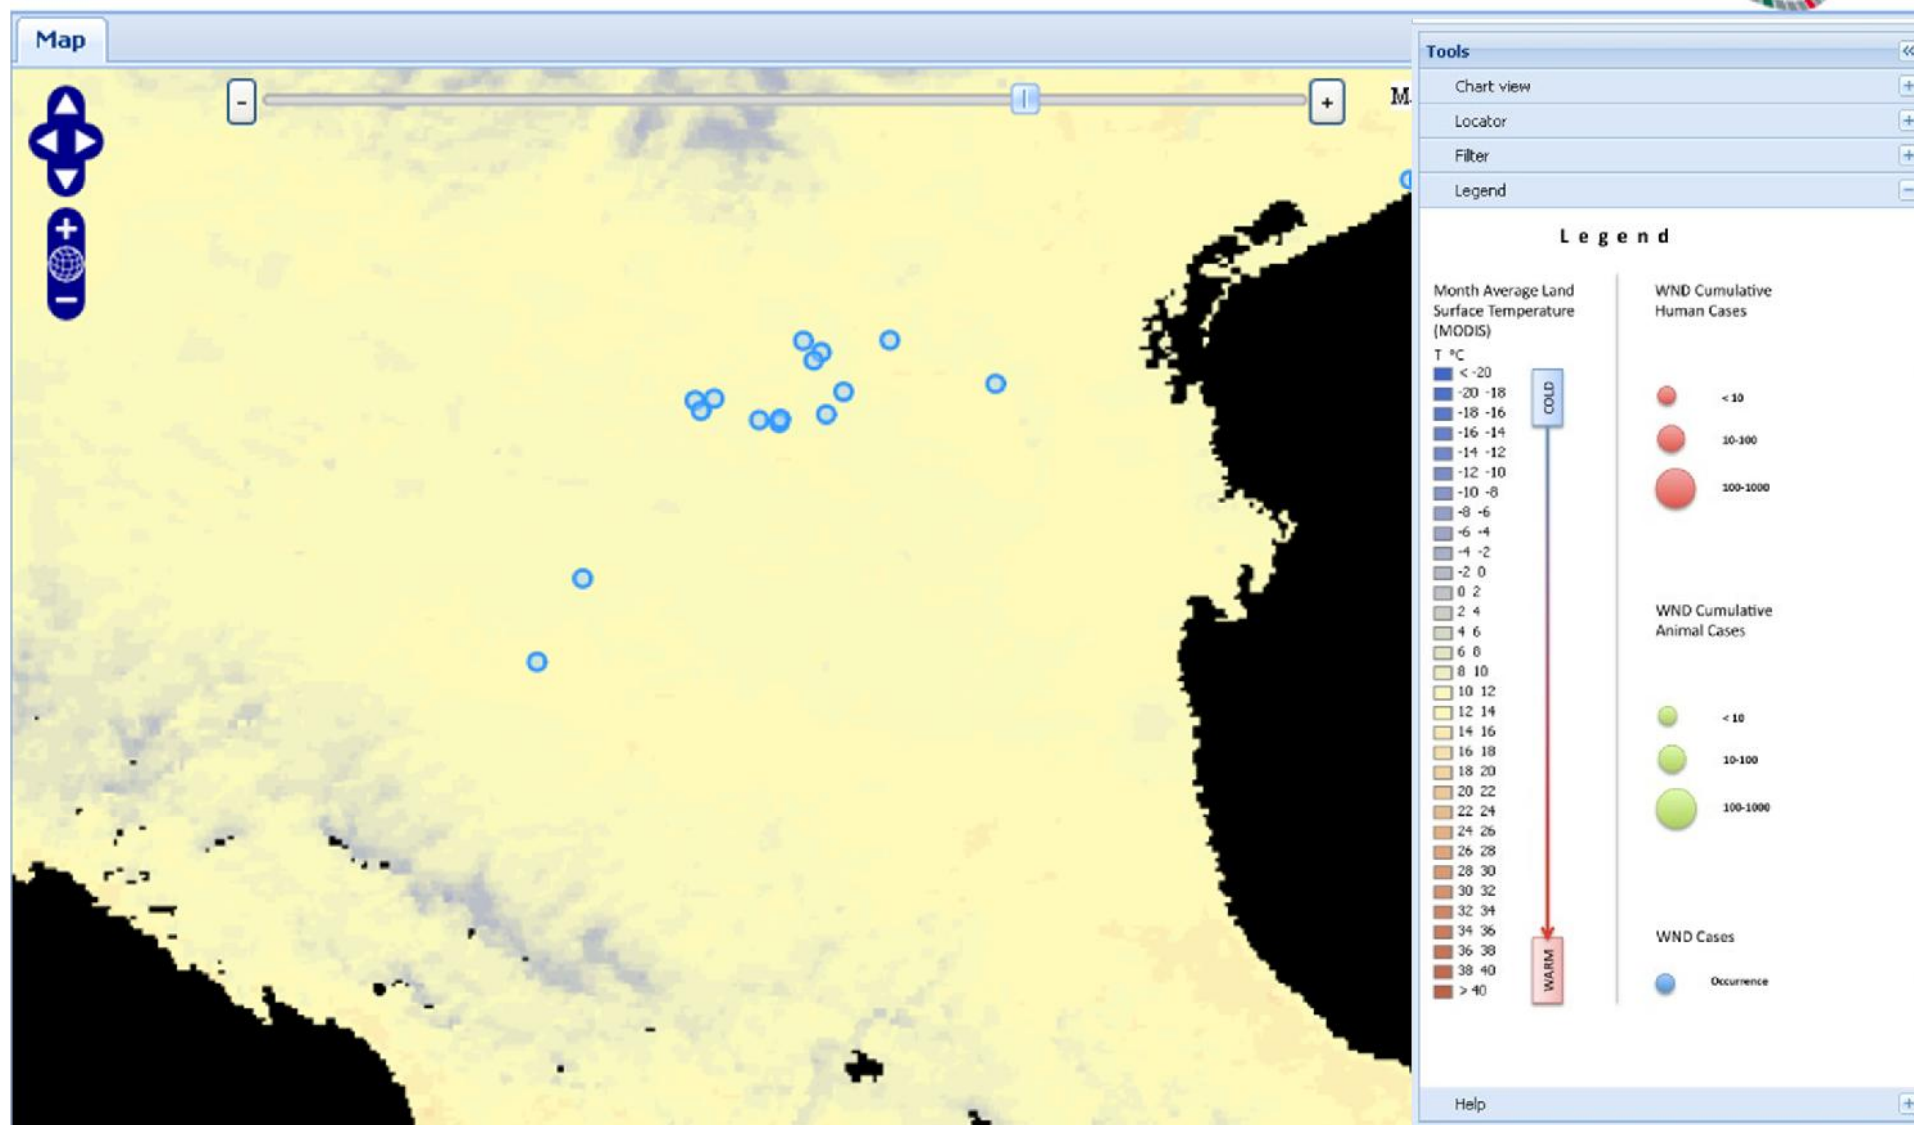 Map
Tools
Chart view
Locator
Filter
Legend
-
+
Legend
Month Average Land
Surface Temperature
(MODIS)
T °C
< -20
-20 -18
-18 -16
-16 -14
-14 -12
-12 -10
-10 -8
-8 -6
-6 -4
-4 -2
-2 0
0 2
2 4
4 6
6 8
8 10
10 12
12 14
14 16
16 18
18 20
20 22
22 24
24 26
26 28
28 30
30 32
32 34
34 36
36 38
38 40
> 40
COLD
WARM
WND Cumulative
Human Cases
< 10
10-100
100-1000
WND Cumulative
Animal Cases
< 10
10-100
100-1000
WND Cases
Occurrence
Help